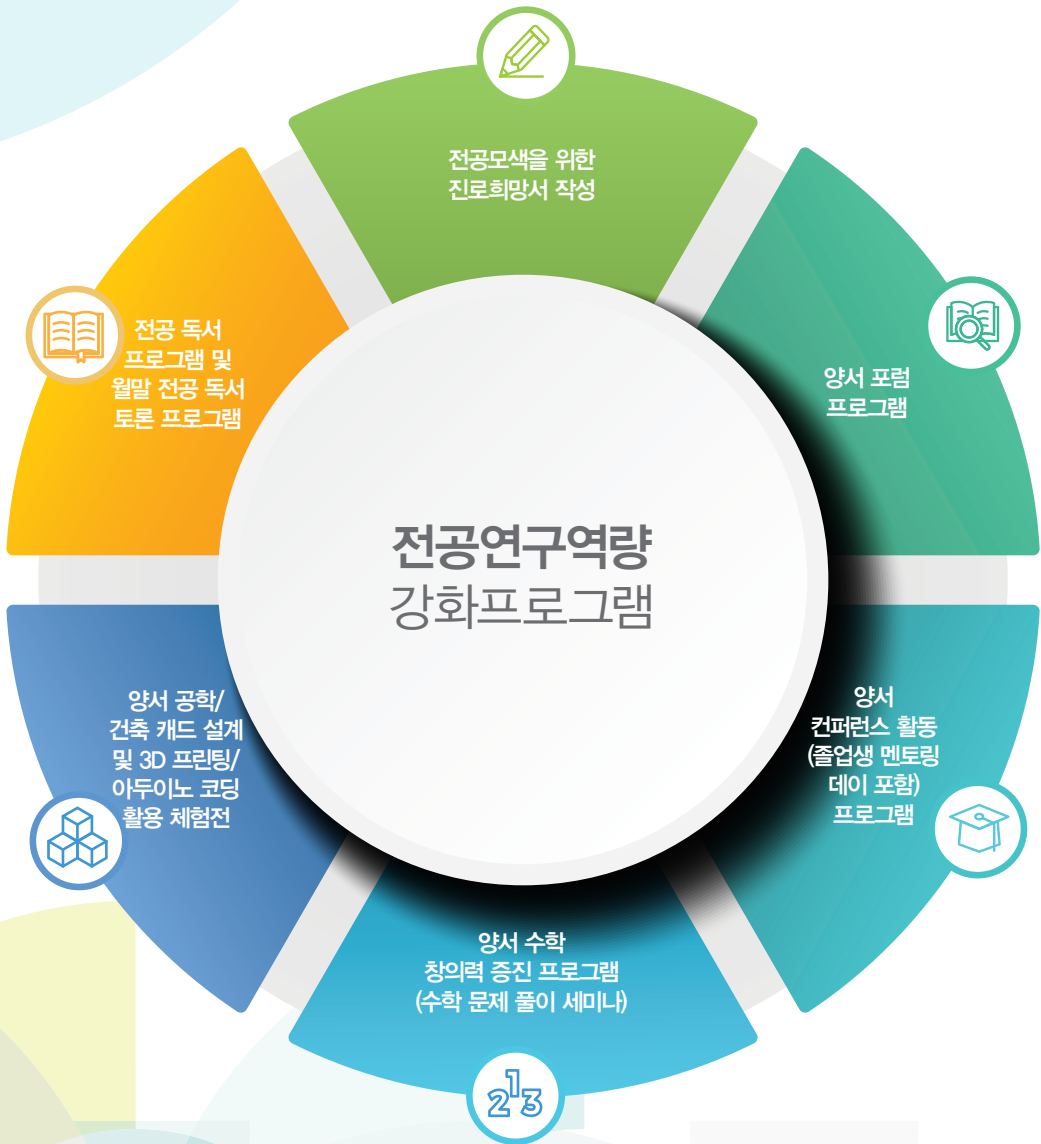 전공모색을 위한
진로희망서 작성
양서 포럼
프로그램
양서
컨퍼런스 활동
(졸업생 멘토링
데이 포함)
프로그램
양서 수학
창의력 증진 프로그램
(수학 문제 풀이 세미나)
양서 공학/
건축 캐드 설계
및 3D 프린팅/
아두이노 코딩
활용 체험전
전공 독서
프로그램 및
월말 전공 독서
토론 프로그램
전공연구역량
강화프로그램
1
2 3